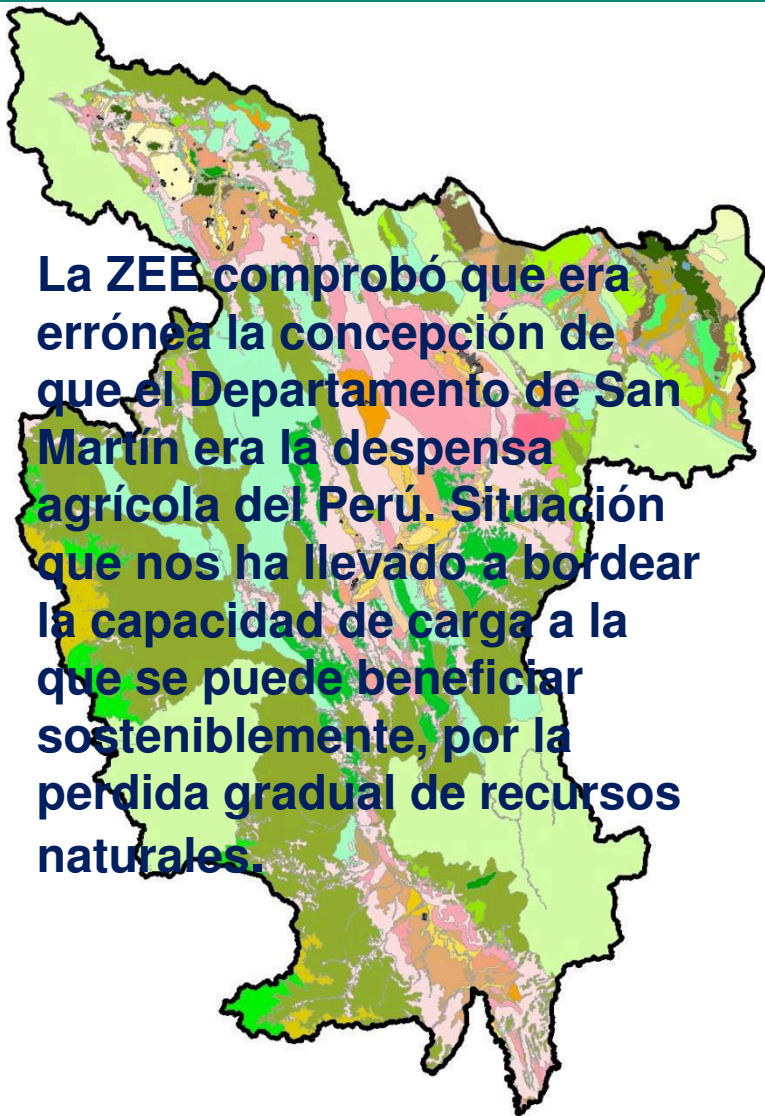 La ZEE comprobó que era
errónea la concepción de
que el Departamento de San
Martín era la despensa
agrícola del Perú. Situación
que nos ha llevado a bordear
la capacidad de carga a la
que se puede beneficiar
sosteniblemente, por la
perdida gradual de recursos
naturales.